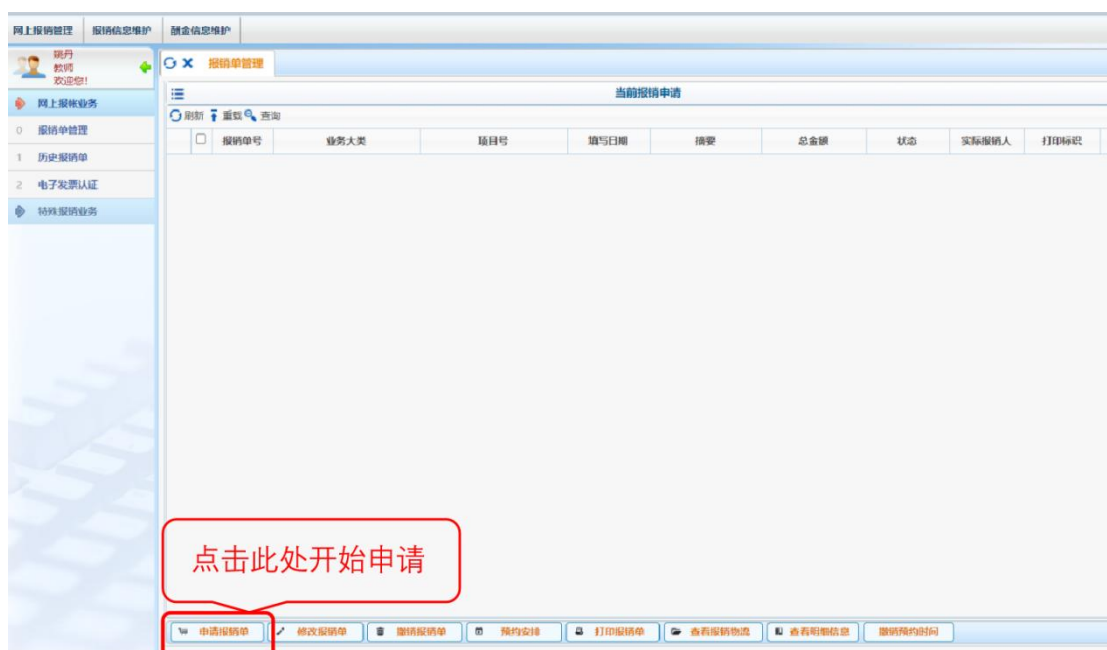 网上报销管理 报销信息维护 酬金信息维护
姚丹
教师
欢迎您!
报销单管理
网上报帐业务
0 报销单管理
1 历史报销单
2 电子发票认证
特殊报销业务
当前报销申请
刷新 重载 查询
报销单号 业务大类 项目号 填写日期 摘要 总金额 状态 实际报销人 打印标识
点击此处开始申请
申请报销单 修改报销单 撤销报销单 预约安排 打印报销单 查看报销物流 查看明细信息 撤销预约时间